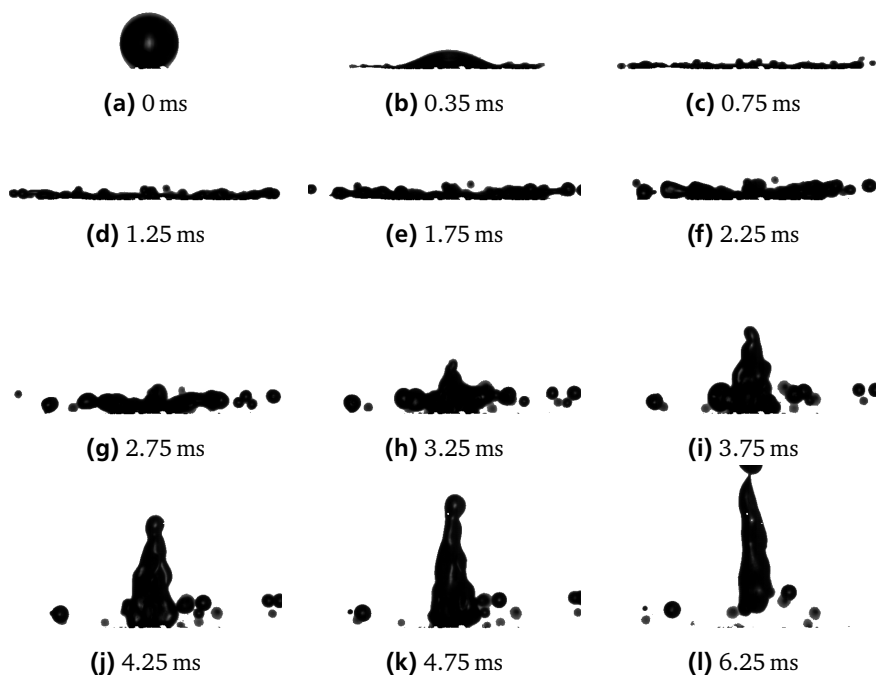 (a) 0 ms
(b) 0.35 ms
(c) 0.75 ms
(d) 1.25 ms
(e) 1.75 ms
(f) 2.25 ms
(g) 2.75 ms
(h) 3.25 ms
(i) 3.75 ms
(j) 4.25 ms
(k) 4.75 ms
(l) 6.25 ms